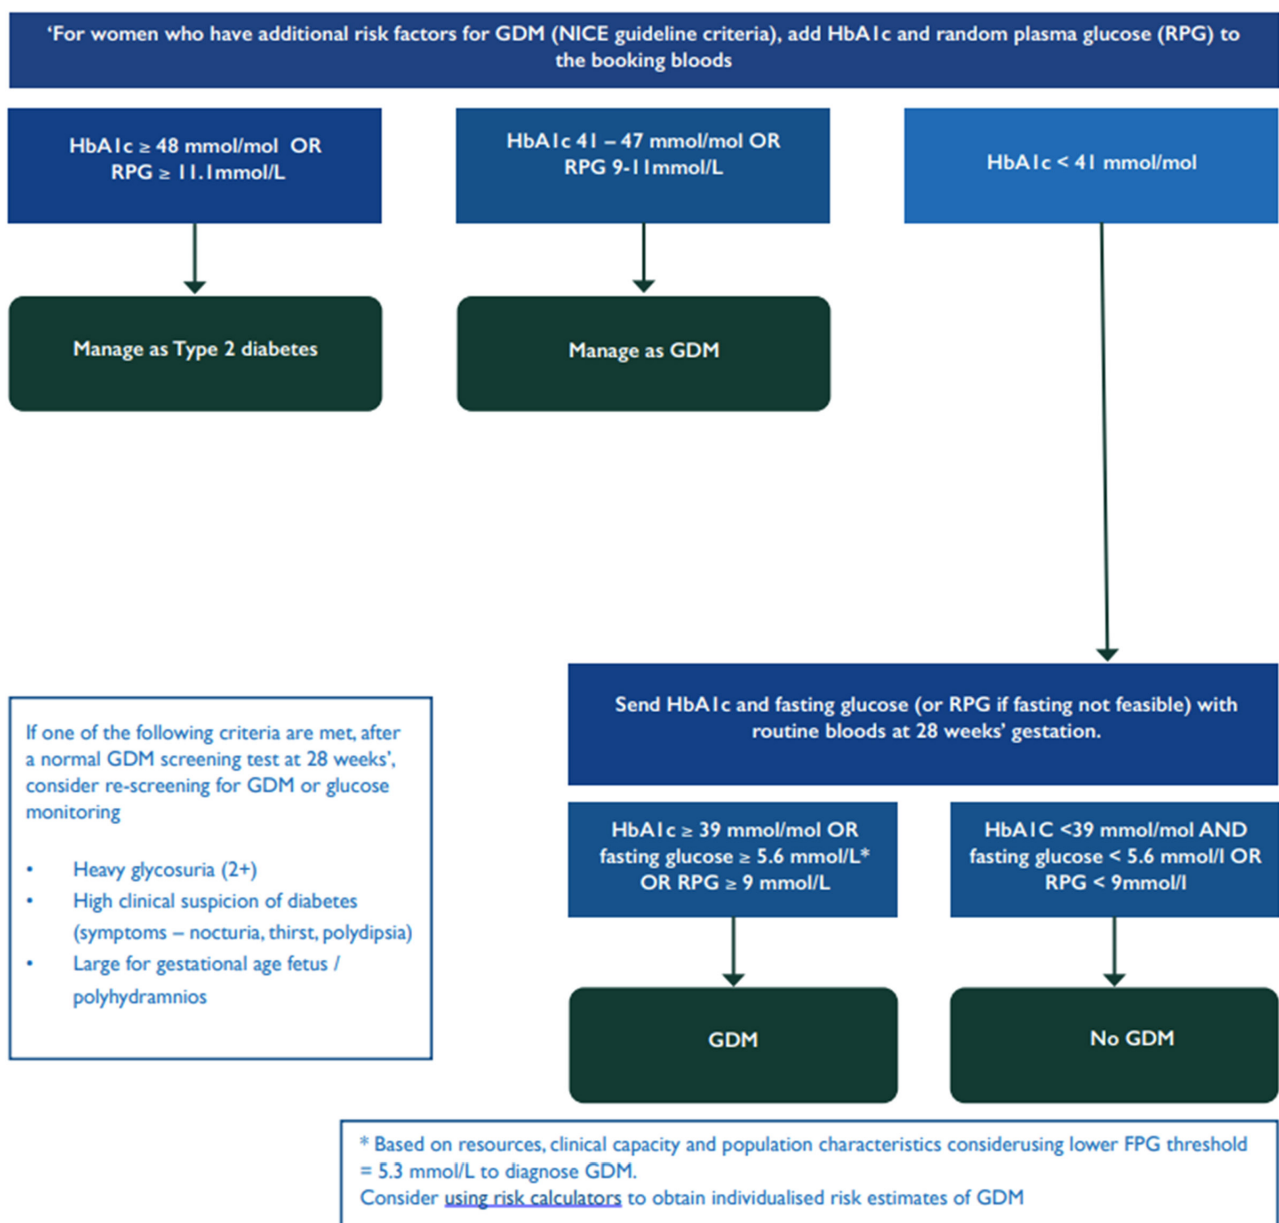 ‘For women who have additional risk factors for GDM (NICE guideline criteria), add HbA1c and random plasma glucose (RPG) to
the booking bloods
HbA1c ≥ 48 mmol/mol OR
RPG ≥ 11.1mmol/L
HbA1c 41 – 47 mmol/mol OR
RPG 9-11mmol/L
HbA1c < 41 mmol/mol
Manage as Type 2 diabetes
Manage as GDM
Send HbA1c and fasting glucose (or RPG if fasting not feasible) with
routine bloods at 28 weeks’ gestation.
If one of the following criteria are met, after
a normal GDM screening test at 28 weeks’,
consider re-screening for GDM or glucose
monitoring
• Heavy glycosuria (2+)
• High clinical suspicion of diabetes
(symptoms – nocturia, thirst, polydipsia)
• Large for gestational age fetus /
polyhydramnios
HbA1c ≥ 39 mmol/mol OR
fasting glucose ≥ 5.6 mmol/L*
OR RPG ≥ 9 mmol/L
HbA1C <39 mmol/mol AND
fasting glucose < 5.6 mmol/l OR
RPG < 9mmol/l
GDM
No GDM
* Based on resources, clinical capacity and population characteristics considerusing lower FPG threshold
= 5.3 mmol/L to diagnose GDM.
Consider using risk calculators to obtain individualised risk estimates of GDM